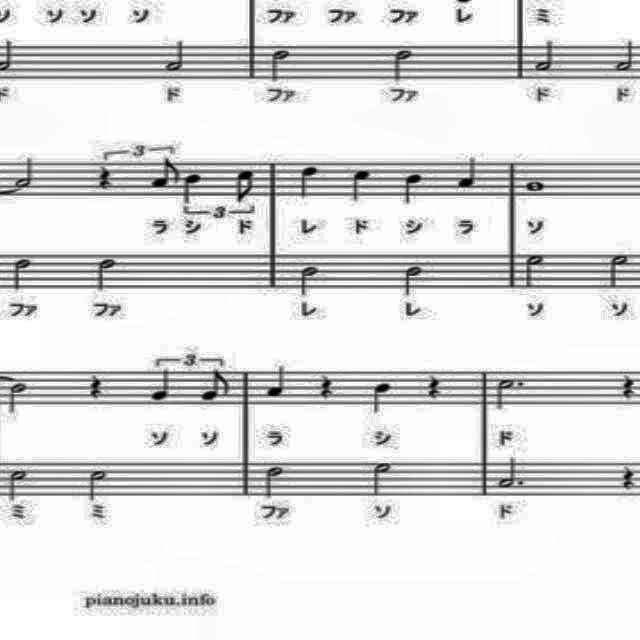 ソ ソ ソ ソ ファ ファ ファ レ ミ
ド ド ファ ファ ド ド
3
ラ シ ド レ ド シ ラ ソ
3
ファ ファ レ レ ソ ソ
3
ソ ソ ラ シ ド
ミ ミ ファ ソ ド
pianojuku.info